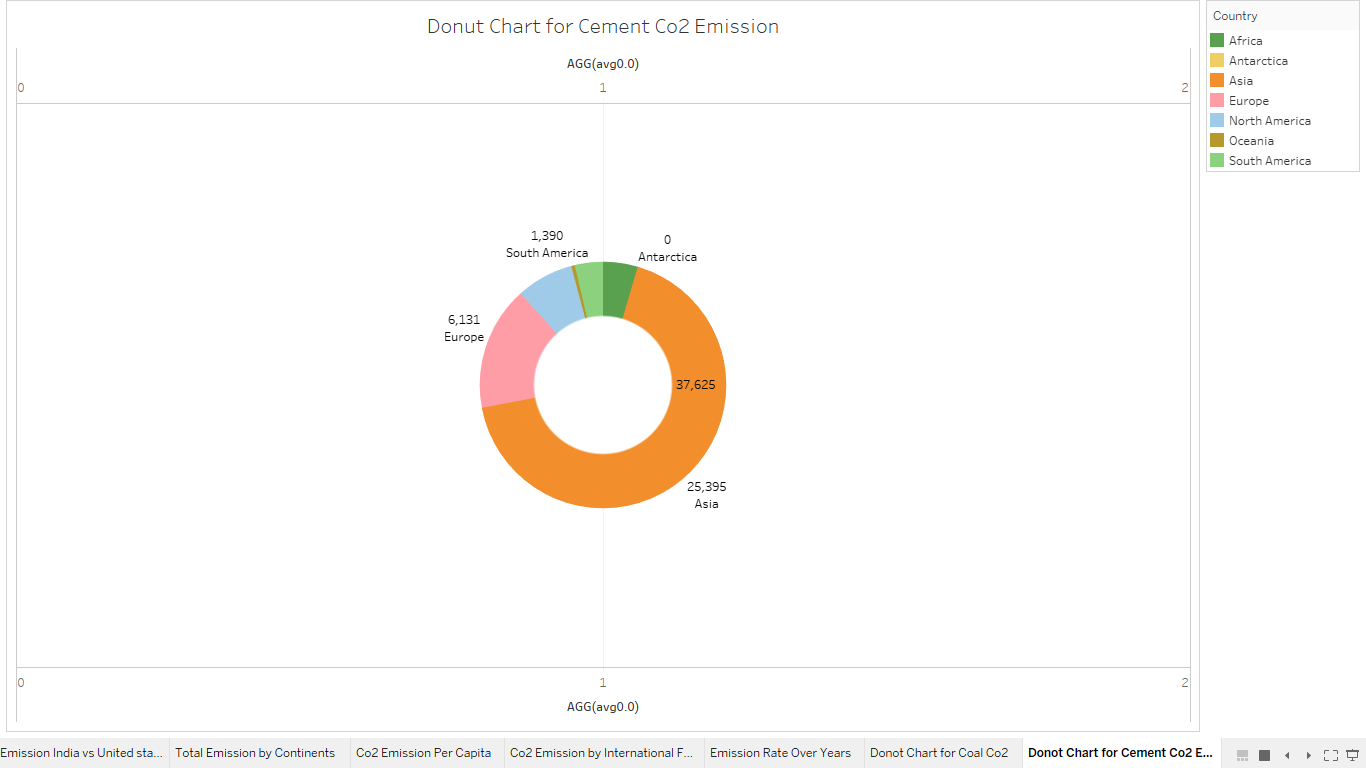 Donut Chart for Cement Co2 Emission
AGG(avg0.0)
0 1 2
1,390
South America
0
Antarctica
6,131
Europe
37,625
25,395
Asia
0 1 2
AGG(avg0.0)
Country
Africa
Antarctica
Asia
Europe
North America
Oceania
South America
Emission India vs United sta... Total Emission by Continents Co2 Emission Per Capita Co2 Emission by International F... Emission Rate Over Years Donot Chart for Coal Co2 Donot Chart for Cement Co2 E...